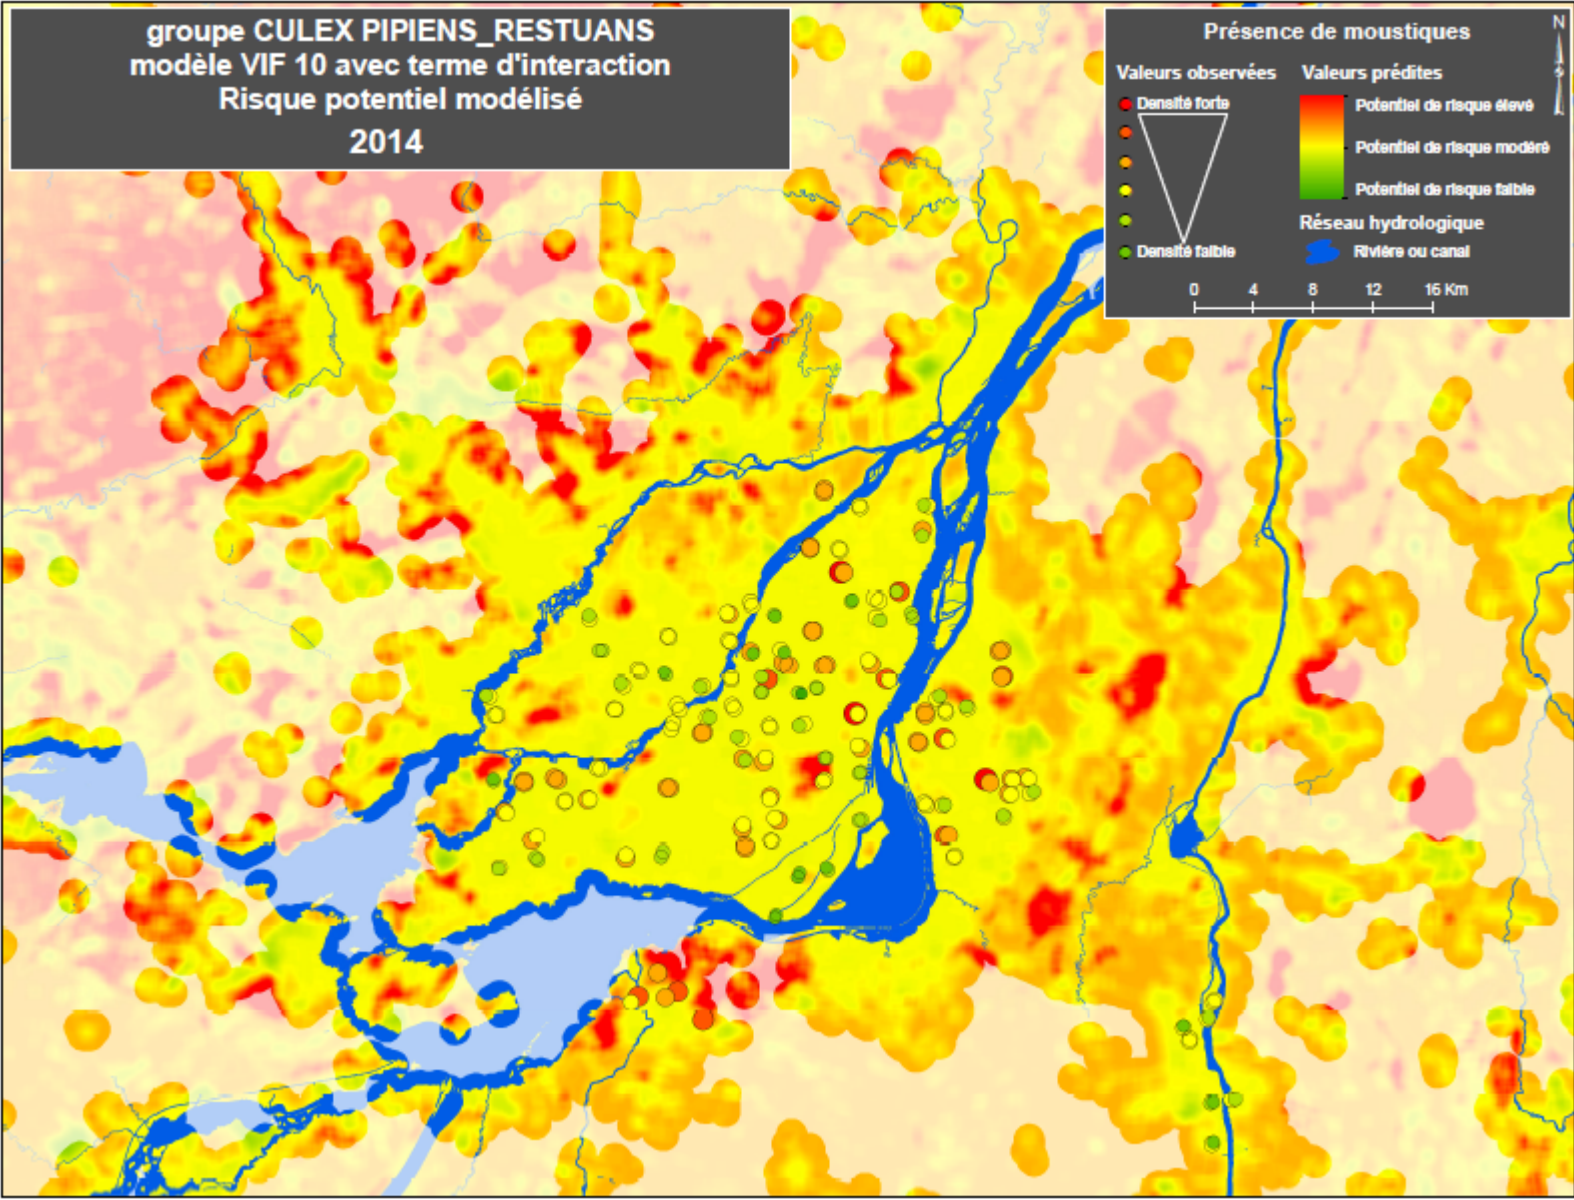 groupe CULEX PIPIENS_RESTUANS
modèle VIF 10 avec terme d'interaction
Risque potentiel modélisé
2014
Présence de moustiques
N
Valeurs observées
Valeurs prédites
Densité forte
Densité faible
Potentiel de risque élevé
Potentiel de risque modéré
Potentiel de risque faible
Réseau hydrologique
Rivière ou canal
0 4 8 12 16 Km